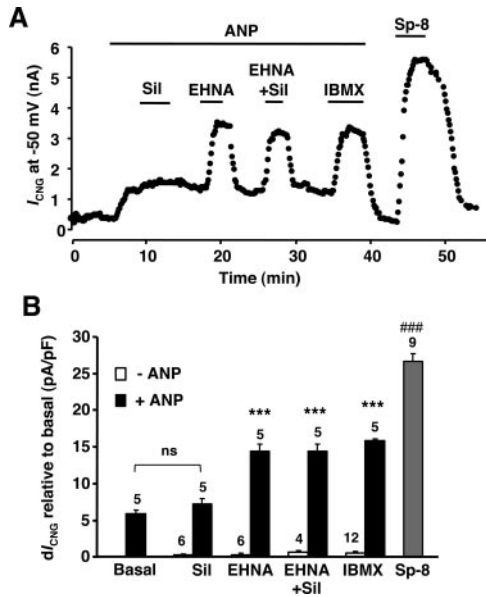 A
ANP
Sp-8
Sil
EHNA
EHNA
+Sil
IBMX
I CNG at -50 mV (nA)
6
5
4
3
2
1
0
0 10 20 30 40 50
Time (min)
B
dI CNG relative to basal (pA/pF)
30
25
20
15
10
5
0
- ANP
+ ANP
ns
5
6
5
6
***
5
4
***
5
12
***
5
###
9
Basal Sil EHNA EHNA +Sil IBMX Sp-8